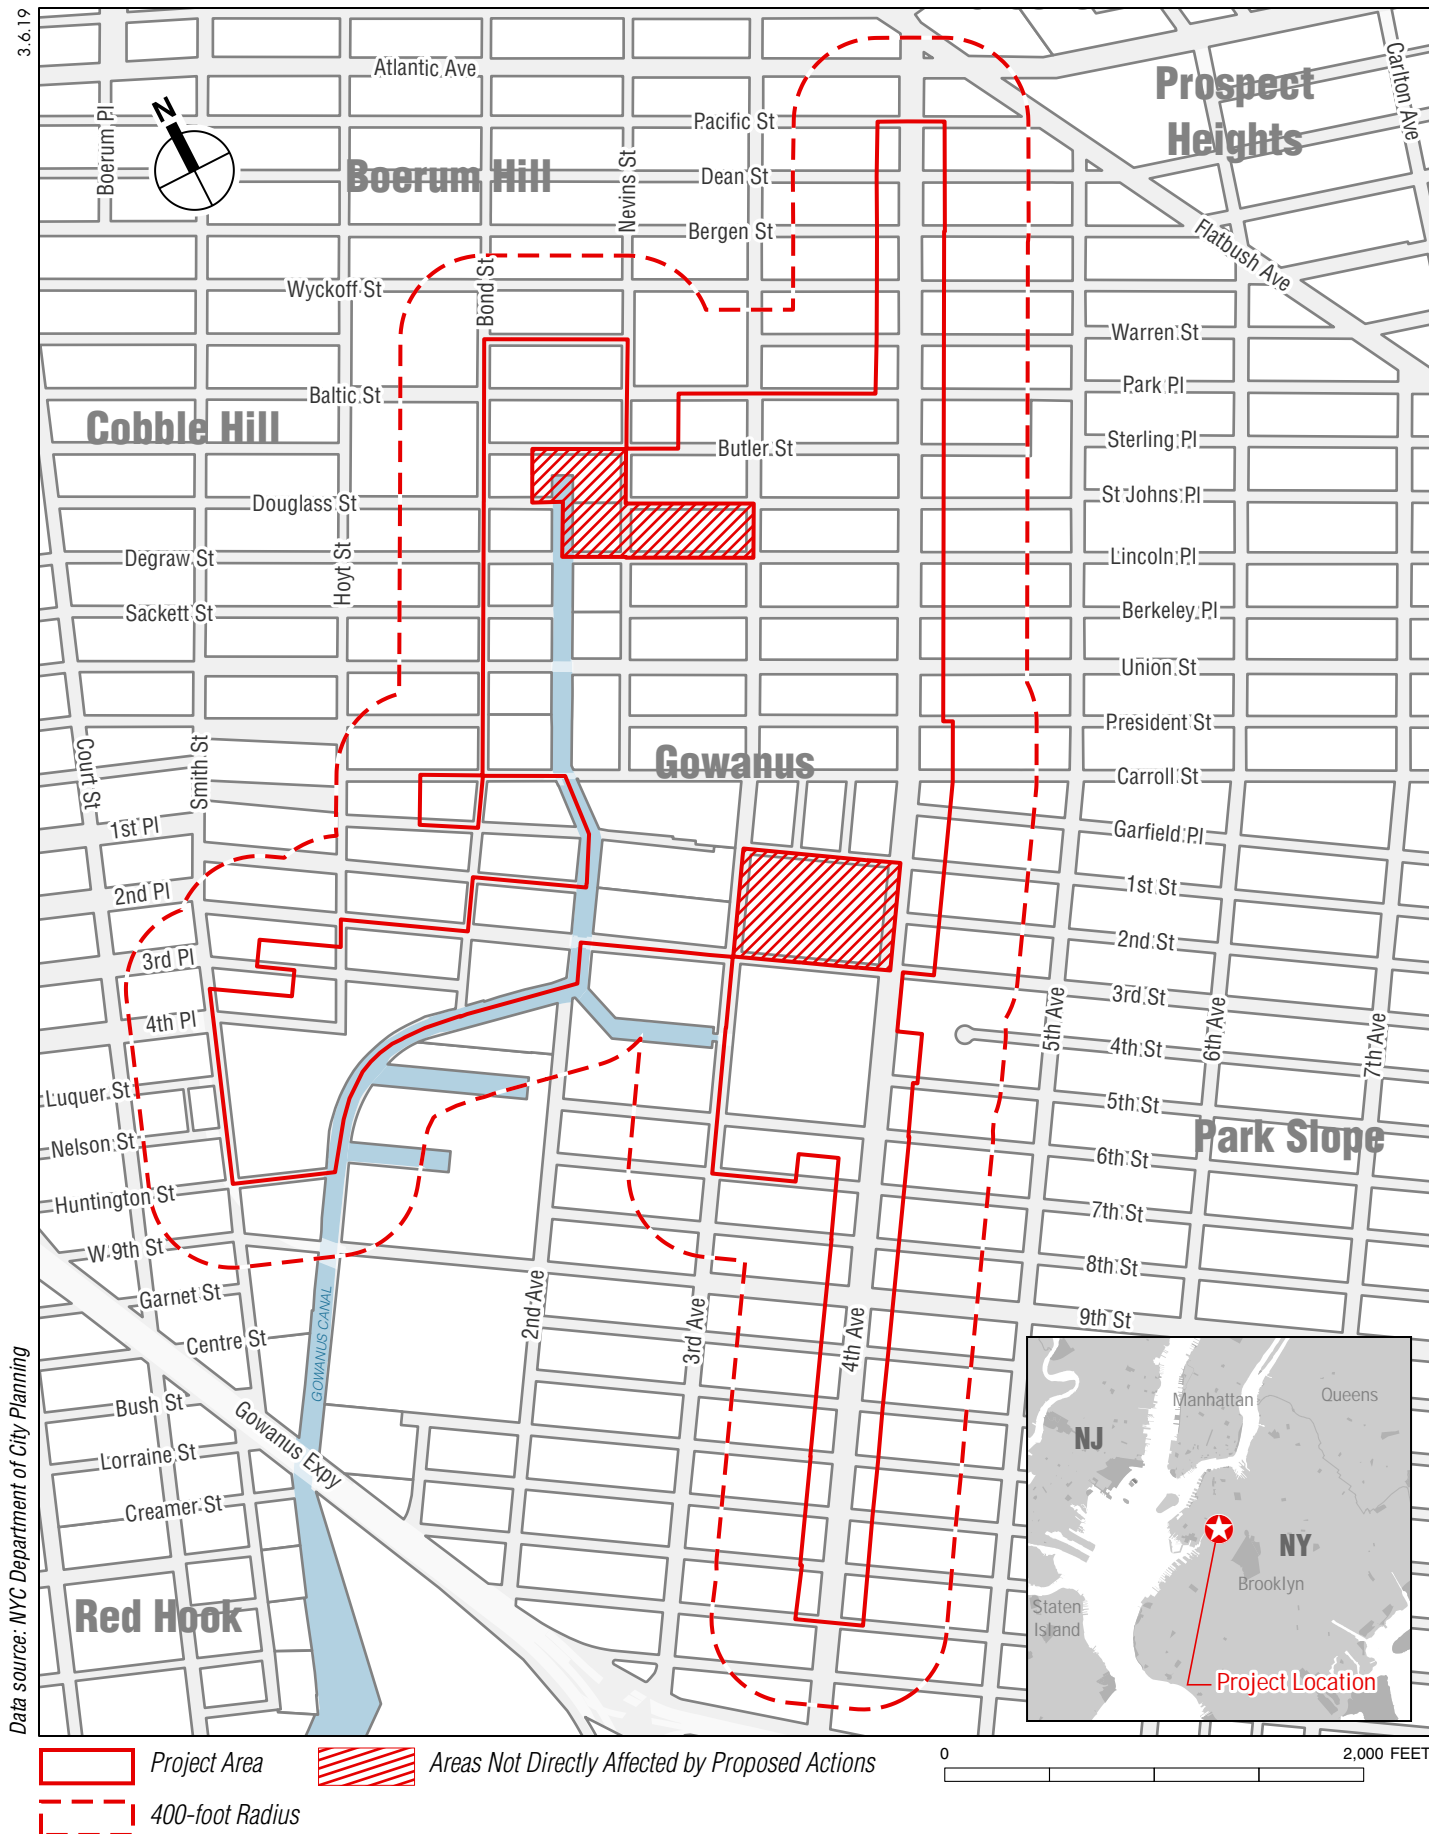 3.6.19
Atlantic Ave
Carlton Ave
Prospect
Heights
N
Boerum Pl
Pacific St
Boerum Hill
Nevins St
Dean St
Bergen St
Flatbush Ave
Wyckoff St
Bond St
Warren St
Park Pl
Baltic St
Cobble Hill
Butler St
Sterling Pl
Douglass St
St Johns Pl
Degraw St
Hoyt St
Lincoln Pl
Sackett St
Berkeley Pl
Union St
President St
Court St
Smith St
Gowanus
Carroll St
1st Pl
Garfield Pl
2nd Pl
1st St
3rd Pl
2nd St
4th Pl
3rd St
5th Ave
6th Ave
7th Ave
4th St
Luquer St
5th St
Nelson St
Park Slope
6th St
Huntington St
7th St
W 9th St
8th St
Garnet St
2nd Ave
3rd Ave
4th Ave
9th St
Centre St
GOWANUS CANAL
Bush St
Gowanus Expy
Lorraine St
Creamer St
Red Hook
Manhattan
Queens
NJ
NY
Brooklyn
Staten
Island
Project Location
Data source: NYC Department of City Planning
Project Area
Areas Not Directly Affected by Proposed Actions
0
2,000 FEET
400-foot Radius